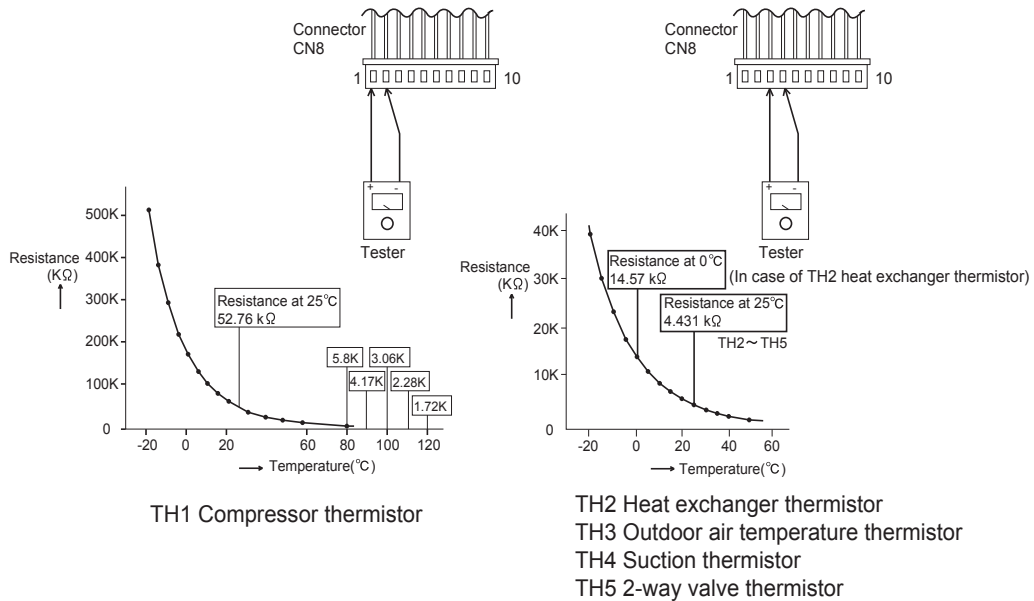 Connector
CN8
1
10
+ -
Tester
Resistance
(KΩ)
500K
400K
300K
200K
100K
0
Resistance at 25°C
52.76 kΩ
5.8K
4.17K
3.06K
2.28K
1.72K
-20 0 20 60 80 100 120
Temperature(°C)
TH1 Compressor thermistor
Connector
CN8
1
10
+ -
Tester
Resistance
(KΩ)
40K
30K
20K
10K
0
Resistance at 0°C
14.57 kΩ
(In case of TH2 heat exchanger thermistor)
Resistance at 25°C
4.431 kΩ
TH2～TH5
-20 0 20 40 60
Temperature(°C)
TH2 Heat exchanger thermistor
TH3 Outdoor air temperature thermistor
TH4 Suction thermistor
TH5 2-way valve thermistor